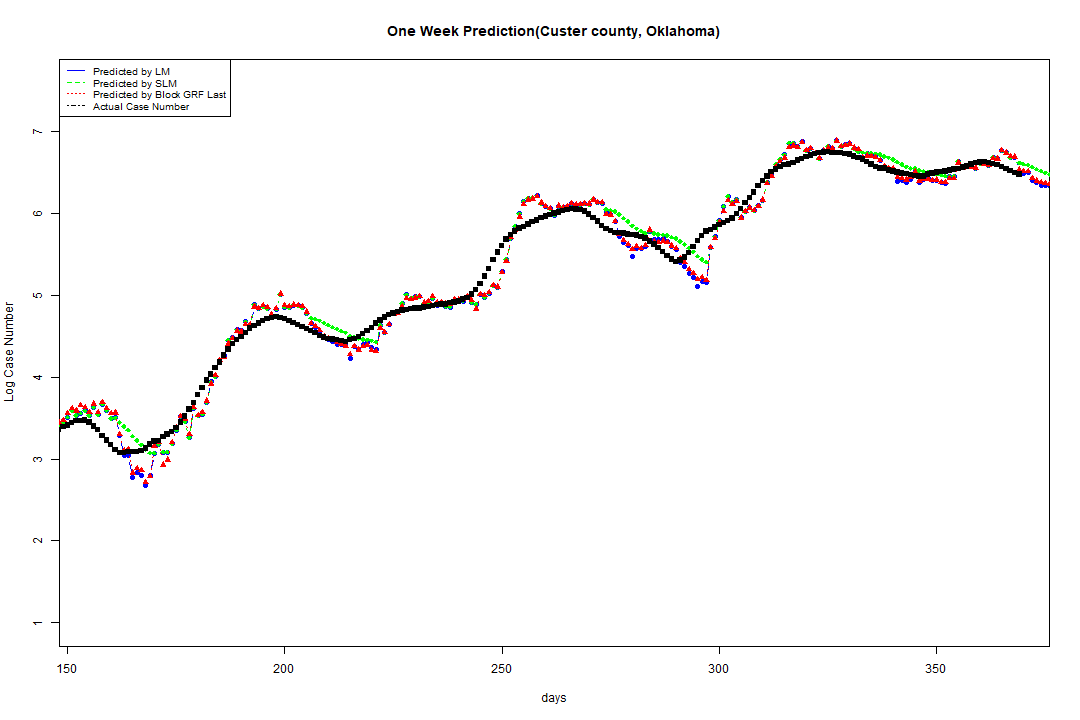 One Week Prediction(Custer county, Oklahoma)
Predicted by LM
Predicted by SLM
Predicted by Block GRF Last
Actual Case Number
7
6
5
4
3
2
1
Log Case Number
150 200 250 300 350
days